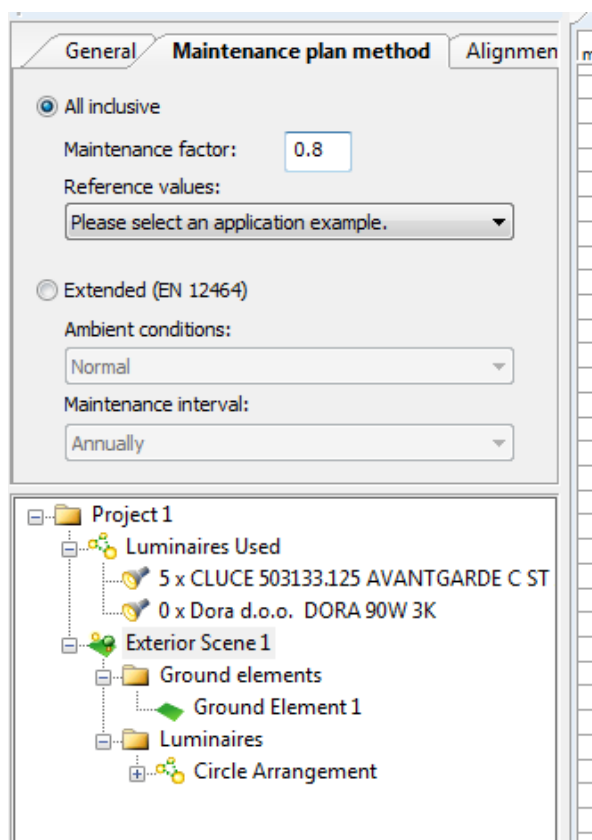 General Maintenance plan method Alignmen
All inclusive
Maintenance factor: 0.8
Reference values:
Please select an application example.
Extended (EN 12464)
Ambient conditions:
Normal
Maintenance interval:
Annually
Project 1
Luminaires Used
5 x CLUCE 503133.125 AVANTGARDE C ST
0 x Dora d.o.o. DORA 90W 3K
Exterior Scene 1
Ground elements
Ground Element 1
Luminaires
Circle Arrangement